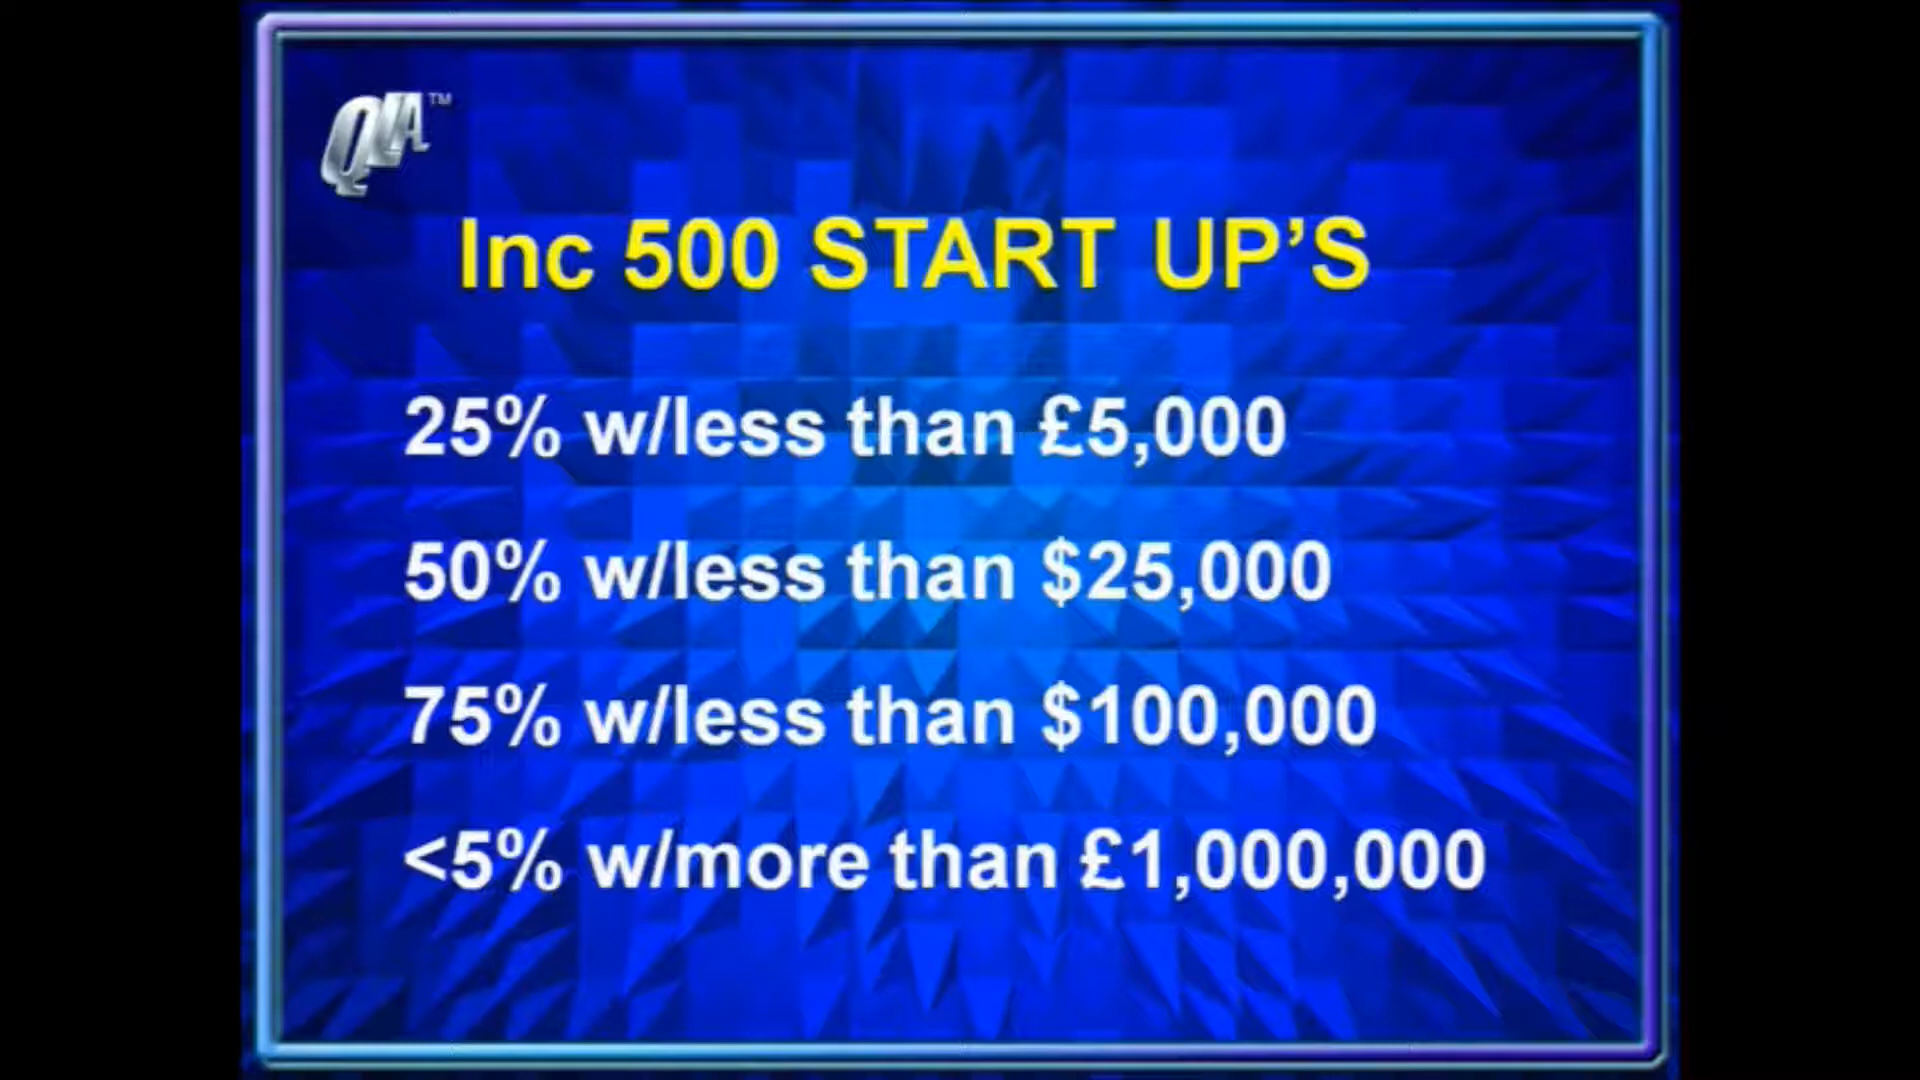 QLA™
Inc 500 START UP’S
25% w/less than £5,000
50% w/less than $25,000
75% w/less than $100,000
<5% w/more than £1,000,000